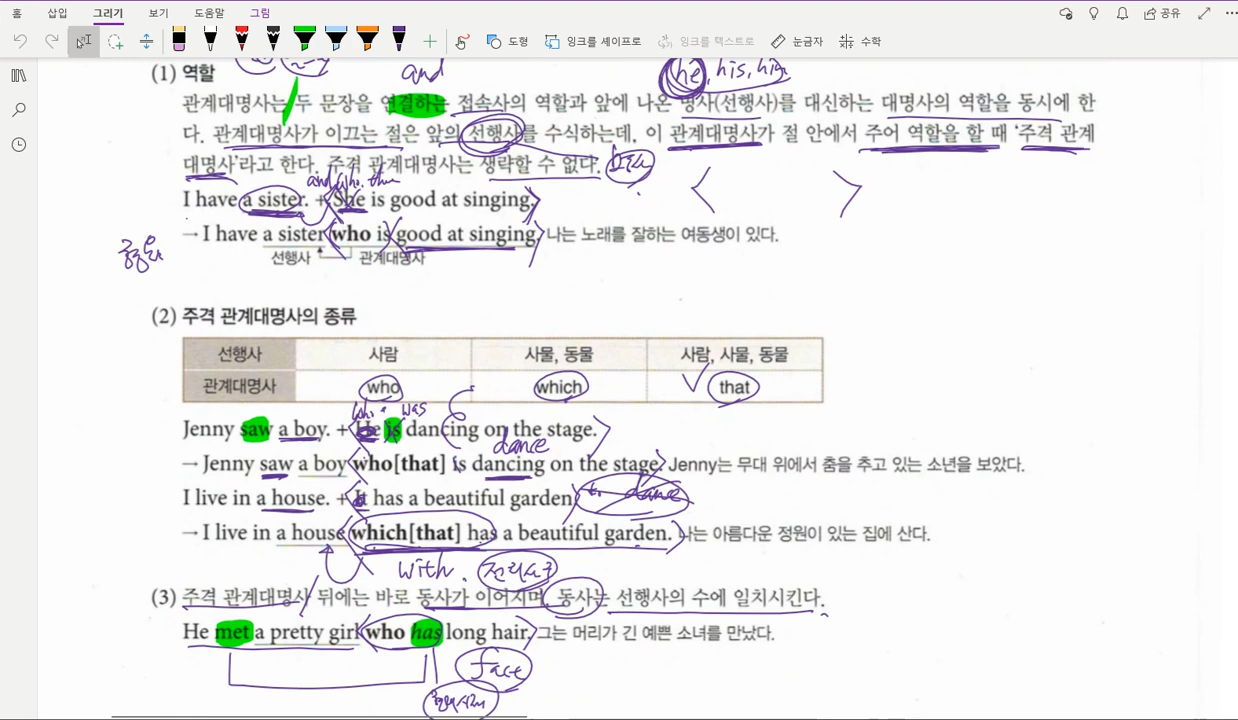 홈 삽입 그리기 보기 도움말 그림 공유
도형 잉크를 셰이프로 잉크를 텍스트로 눈금자 수학
and he, his, him
(1) 역할
관계대명사는 두 문장을 연결하는 접속사의 역할과 앞에 나온 명사(선행사)를 대신하는 대명사의 역할을 동시에 한
다. 관계대명사가 이끄는 절은 앞의 선행사를 수식하는데, 이 관계대명사가 절 안에서 주어 역할을 할 때 '주격 관계
대명사'라고 한다. 주격 관계대명사는 생략할 수 없다.
and who, that
I have a sister. + She is good at singing.
→ I have a sister who is good at singing. 나는 노래를 잘하는 여동생이 있다.
선행사 관계대명사
(2) 주격 관계대명사의 종류
선행사 사람 사물, 동물 사람, 사물, 동물
관계대명사 who which that
who was
Jenny saw a boy. + He is dancing on the stage.
dance
→ Jenny saw a boy who[that] is dancing on the stage. Jenny는 무대 위에서 춤을 추고 있는 소년을 보았다.
I live in a house. + It has a beautiful garden. to dance
→ I live in a house which[that] has a beautiful garden. 나는 아름다운 정원이 있는 집에 산다.
with. 전치사구
(3) 주격 관계대명사 뒤에는 바로 동사가 이어지며, 동사는 선행사의 수에 일치시킨다.
He met a pretty girl who has long hair. 그는 머리가 긴 예쁜 소녀를 만났다.
face